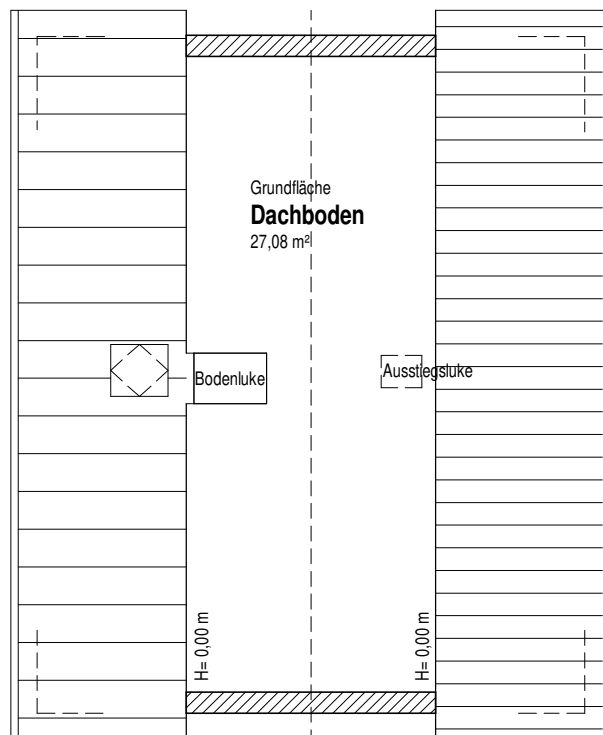 Grundfläche
Dachboden
27,08 m²
Bodenluke
Ausstiegsluke
H= 0,00 m
H= 0,00 m